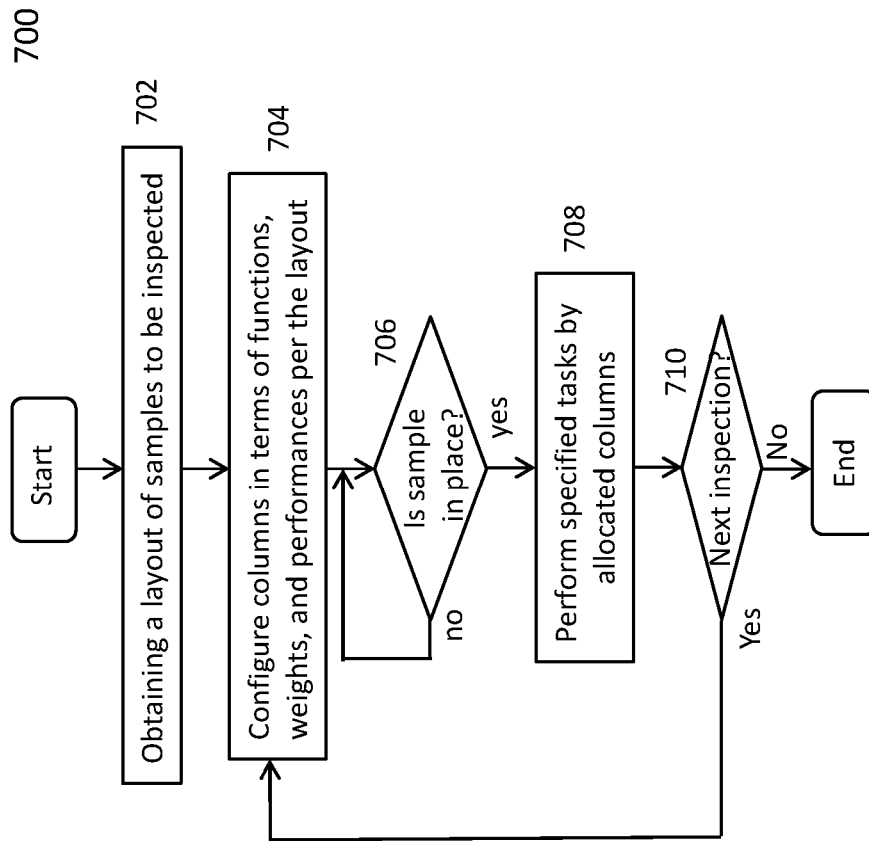 700
Start
Obtaining a layout of samples to be inspected
702
Configure columns in terms of functions,
weights, and performances per the layout
704
Is sample
in place?
706
no
yes
Perform specified tasks by
allocated columns
708
Next inspection?
710
Yes
No
End